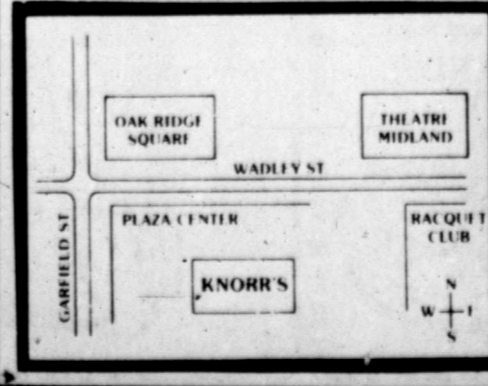 OAK RIDGE
SQUARE
THEATRE
MIDLAND
WADLEY ST
PLAZA CENTER
RACQUET
CLUB
GARFIELD ST
KNORR'S
N
W E
S